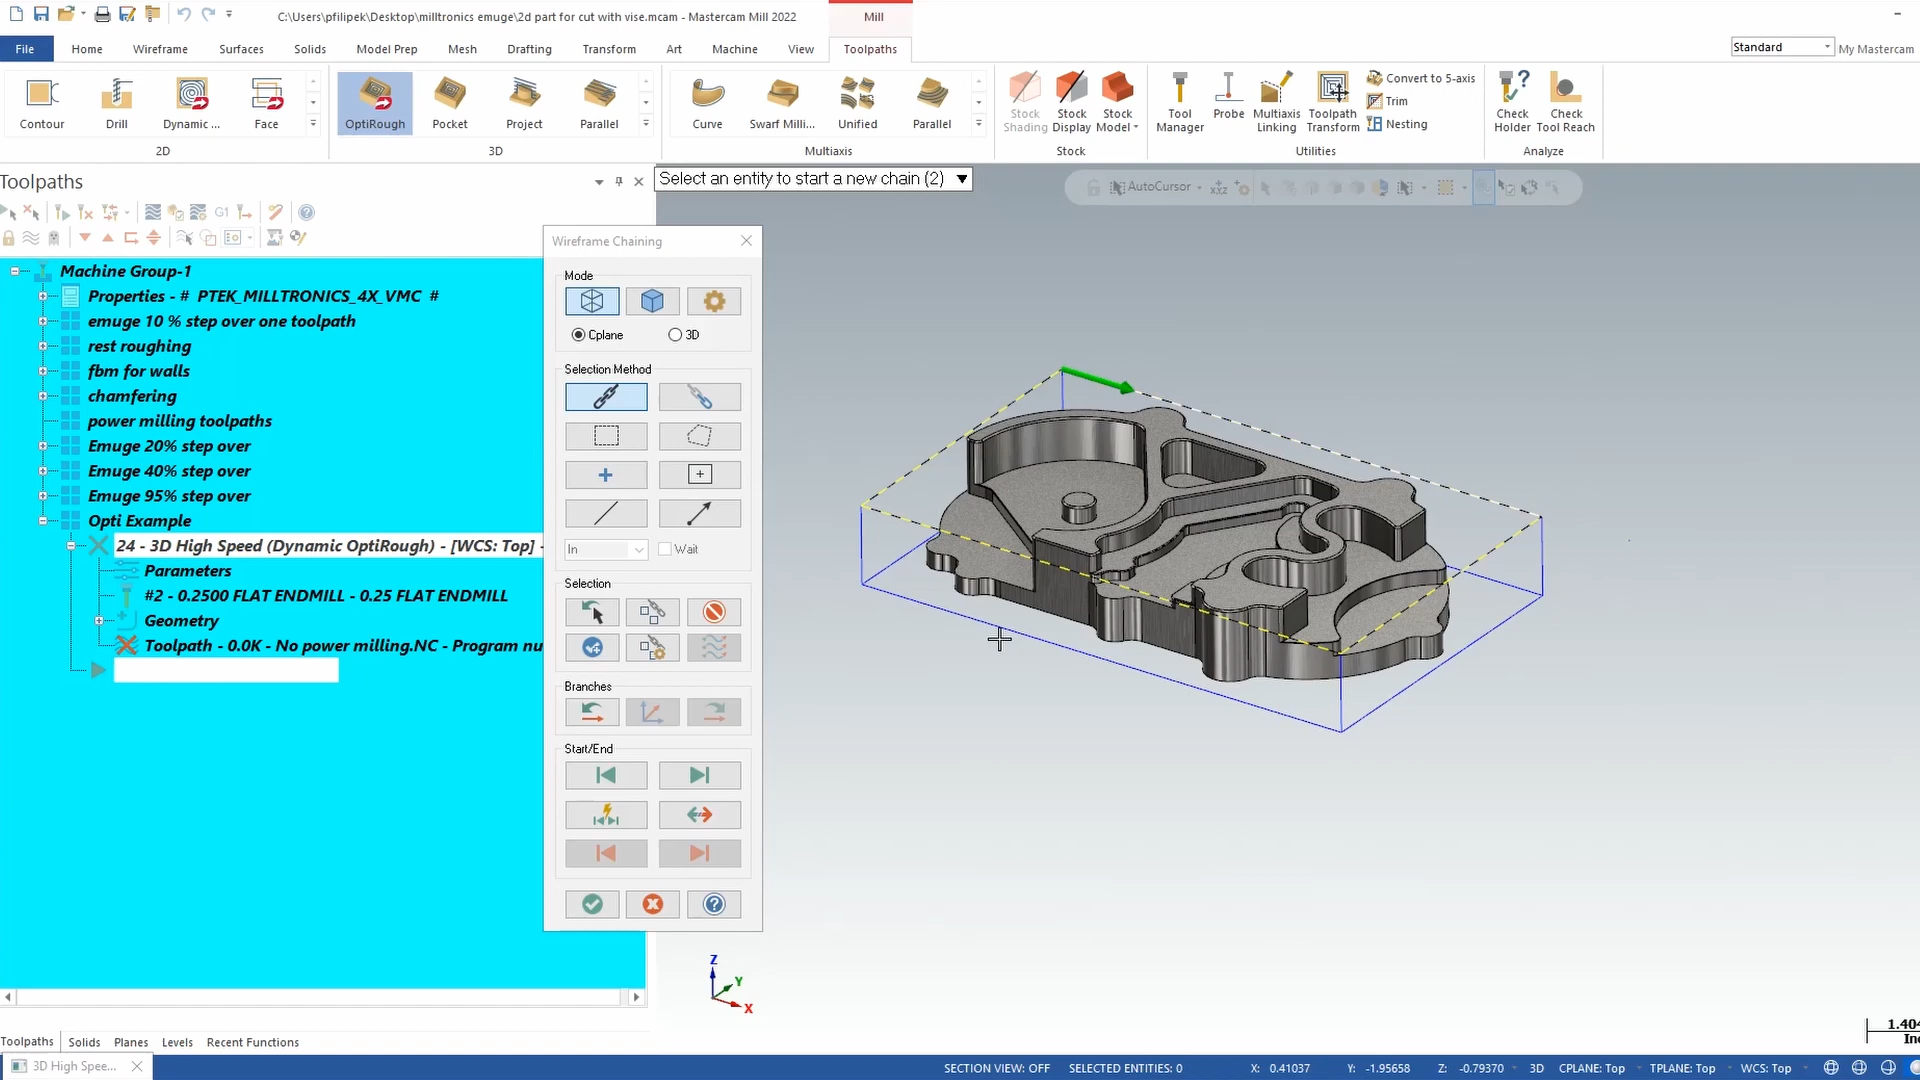 C:\Users\pfilipek\Desktop\milltronics emuge\2d part for cut with vise.mcam - Mastercam Mill 2022
Mill
File
Home
Wireframe
Surfaces
Solids
Model Prep
Mesh
Drafting
Transform
Art
Machine
View
Toolpaths
Standard
My Mastercam
Contour
Drill
Dynamic ...
Face
OptiRough
Pocket
Project
Parallel
Curve
Swarf Milli...
Unified
Parallel
Stock Shading
Stock Display
Stock Model
Tool Manager
Probe
Multiaxis Linking
Toolpath Transform
Convert to 5-axis
Trim
Nesting
Check Holder
Check Tool Reach
2D
3D
Multiaxis
Stock
Utilities
Analyze
Toolpaths
Select an entity to start a new chain (2)
AutoCursor
G1
Wireframe Chaining
Machine Group-1
Properties - # PTEK_MILLTRONICS_4X_VMC #
emuge 10 % step over one toolpath
rest roughing
fbm for walls
chamfering
power milling toolpaths
Emuge 20% step over
Emuge 40% step over
Emuge 95% step over
Opti Example
24 - 3D High Speed (Dynamic OptiRough) - [WCS: Top] -
Parameters
#2 - 0.2500 FLAT ENDMILL - 0.25 FLAT ENDMILL
Geometry
Toolpath - 0.0K - No power milling.NC - Program nu
Mode
Cplane
3D
Selection Method
In
Wait
Selection
Branches
Start/End
Z
Y
X
1.404
Toolpaths
Solids
Planes
Levels
Recent Functions
3D High Spee...
SECTION VIEW: OFF
SELECTED ENTITIES: 0
X: 0.41037
Y: -1.95658
Z: -0.79370
3D
CPLANE: Top
TPLANE: Top
WCS: Top